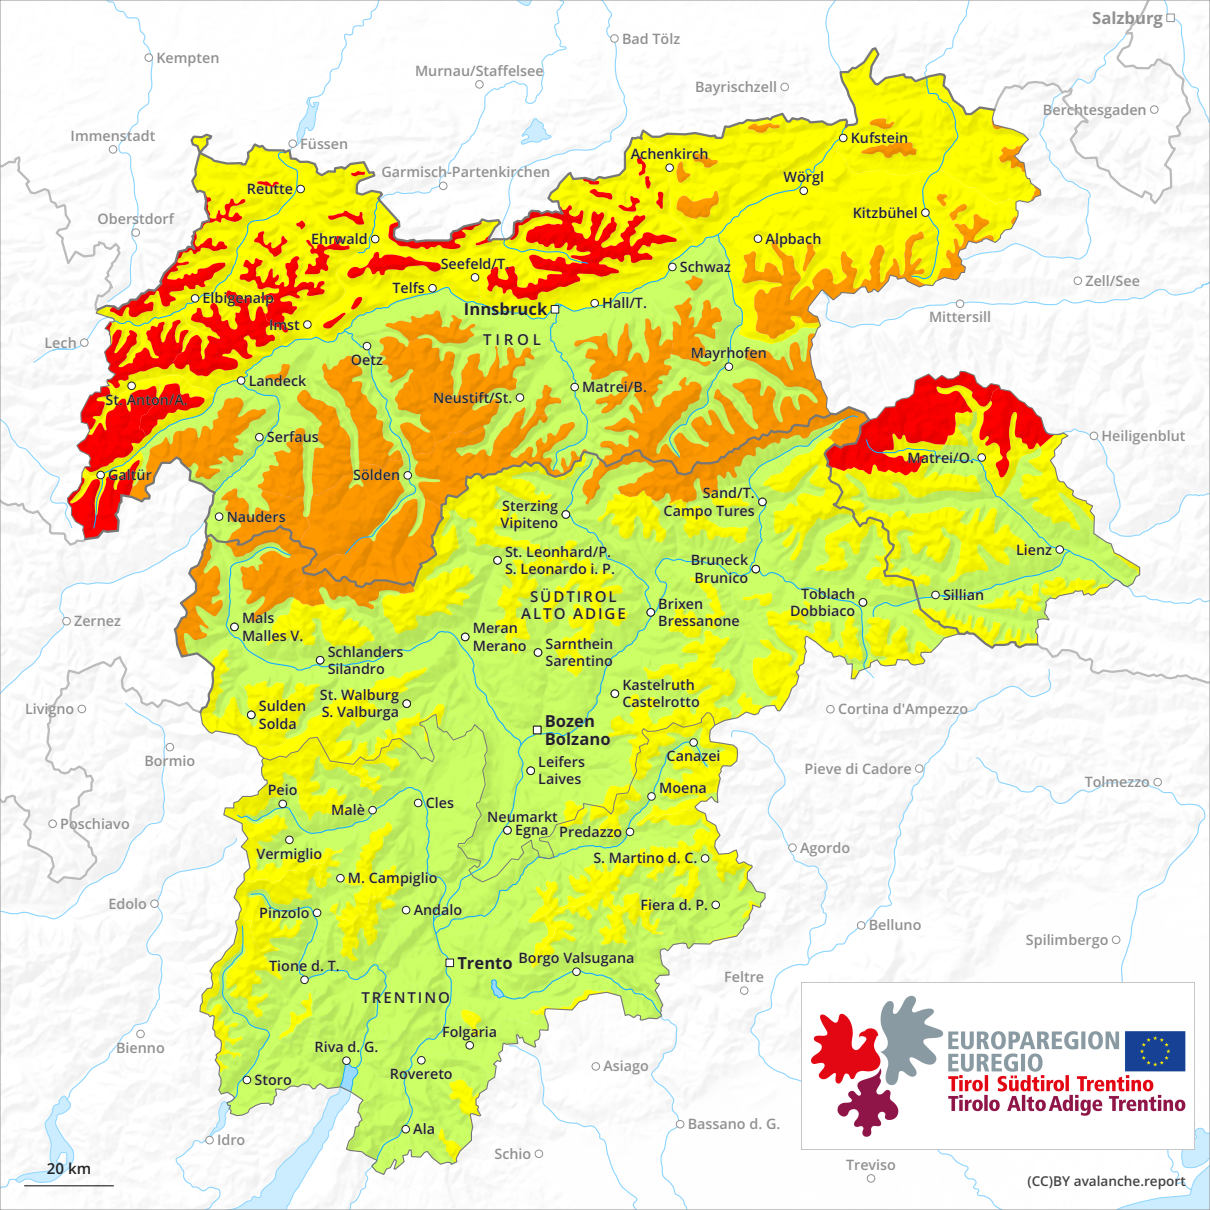 Salzburg
Bad Tölz
Kempten
Murnau/Staffelsee
Bayrischzell
Berchtesgaden
Immenstadt
Kufstein
Füssen
Achenkirch
Garmisch-Partenkirchen
Wörgl
Reutte
Oberstdorf
Kitzbühel
Ehrwald
Alpbach
Seefeld/T.
Schwaz
Zell/See
Telfs
Elbigenalp
Hall/T.
Innsbruck
Mittersill
Imst
TIROL
Lech
Mayrhofen
Oetz
Landeck
Matrei/B.
St. Anton/A.
Neustift/St.
Serfaus
Heiligenblut
Matrei/O.
Galtür
Sölden
Sand/T.
Campo Tures
Sterzing
Vipiteno
Nauders
Lienz
St. Leonhard/P.
S. Leonardo i. P.
Bruneck
Brunico
SÜDTIROL
ALTO ADIGE
Toblach
Dobbiaco
Sillian
Brixen
Bressanone
Zernez
Mals
Malles V.
Meran
Merano
Sarnthein
Sarentino
Schlanders
Silandro
Kastelruth
Castelrotto
St. Walburg
S. Valburga
Sulden
Solda
Livigno
Cortina d'Ampezzo
Bozen
Bolzano
Bormio
Canazei
Leifers
Laives
Pieve di Cadore
Tolmezzo
Peio
Moena
Malè
Cles
Poschiavo
Neumarkt
Egna
Predazzo
Vermiglio
Agordo
S. Martino d. C.
M. Campiglio
Edolo
Pinzolo
Andalo
Fiera d. P.
Belluno
Spilimbergo
Trento
Borgo Valsugana
Tione d. T.
Feltre
TRENTINO
Folgaria
Bienno
Riva d. G.
Rovereto
Asiago
Storo
EUROPAREGION
EUREGIO
Tirol Südtirol Trentino
Tirolo Alto Adige Trentino
Ala
Bassano d. G.
Idro
Schio
Treviso
20 km
(CC)BY avalanche.report